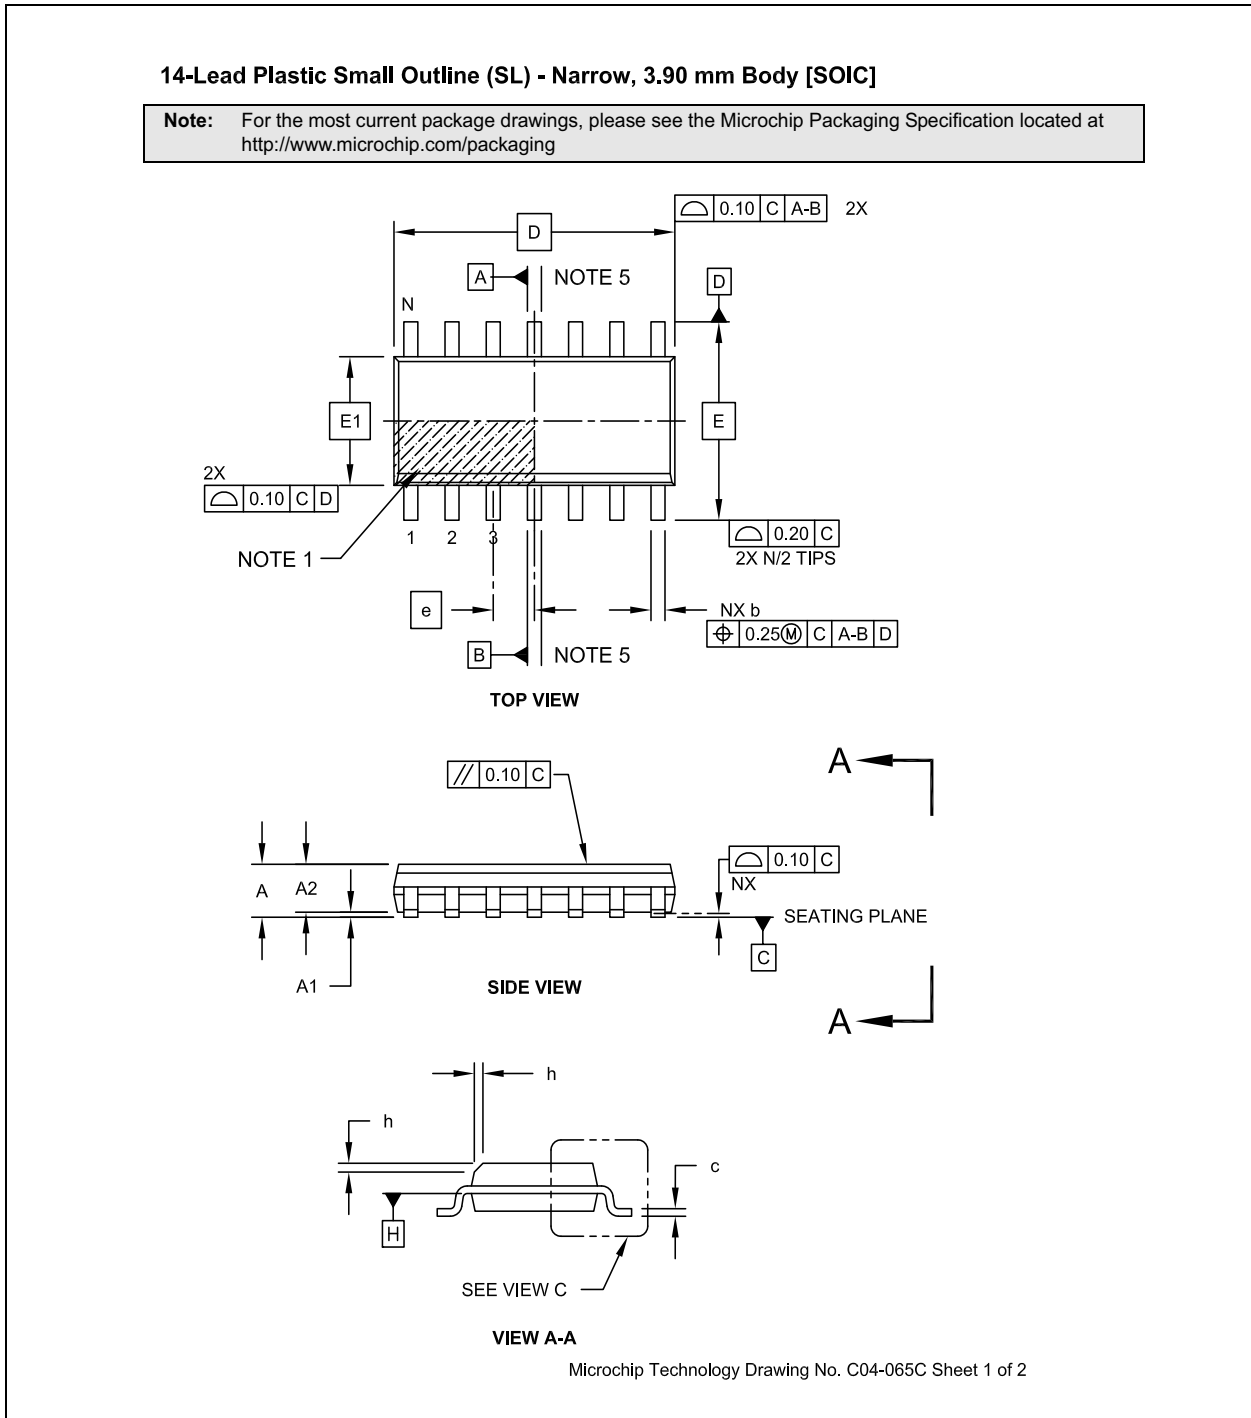 14-Lead Plastic Small Outline (SL) - Narrow, 3.90 mm Body [SOIC]
Note: For the most current package drawings, please see the Microchip Packaging Specification located at
http://www.microchip.com/packaging
0.10 C A-B 2X
D
A NOTE 5
D
N
E1
E
2X
0.10 C D
1 2 3
0.20 C
2X N/2 TIPS
NOTE 1
e
NX b
0.25 Ⓜ C A-B D
B NOTE 5
TOP VIEW
A
// 0.10 C
0.10 C
NX
A A2
SEATING PLANE
C
A1
SIDE VIEW
A
h
h
c
H
SEE VIEW C
VIEW A-A
Microchip Technology Drawing No. C04-065C Sheet 1 of 2